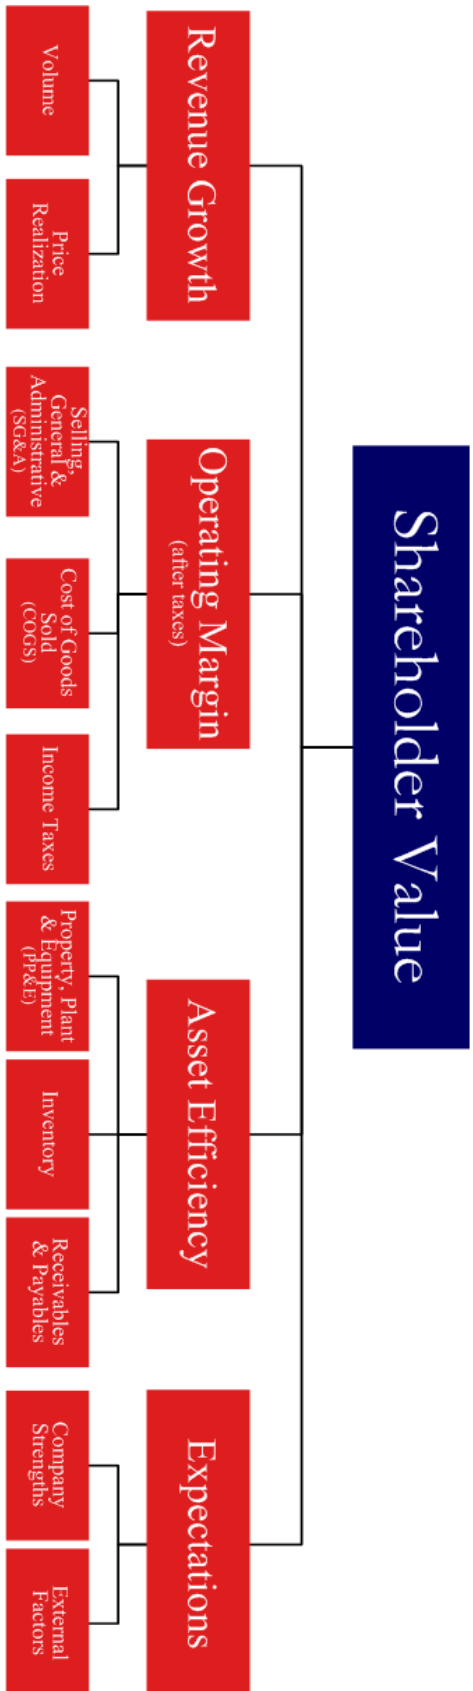 Shareholder Value
Revenue Growth
Operating Margin
(after taxes)
Asset Efficiency
Expectations
Volume
Price
Realization
Selling,
General &
Administrative
(SG&A)
Cost of Goods
Sold
(COGS)
Income Taxes
Property, Plant
& Equipment
(PP&E)
Inventory
Receivables
& Payables
Company
Strengths
External
Factors